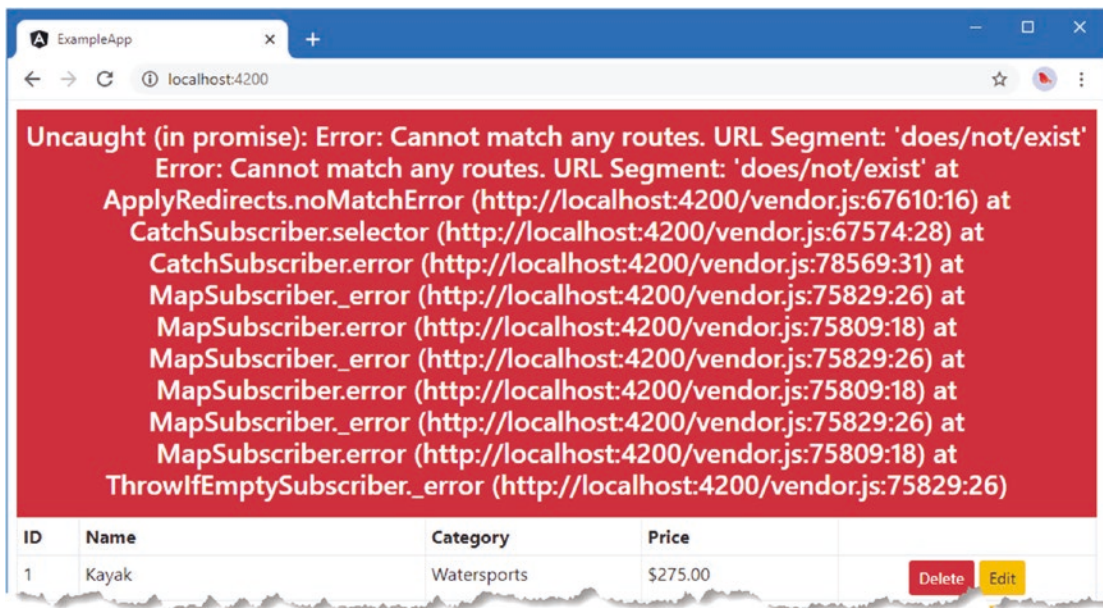 ExampleApp
localhost:4200
Uncaught (in promise): Error: Cannot match any routes. URL Segment: 'does/not/exist'
Error: Cannot match any routes. URL Segment: 'does/not/exist' at
ApplyRedirects.noMatchError (http://localhost:4200/vendor.js:67610:16) at
CatchSubscriber.selector (http://localhost:4200/vendor.js:67574:28) at
CatchSubscriber.error (http://localhost:4200/vendor.js:78569:31) at
MapSubscriber._error (http://localhost:4200/vendor.js:75829:26) at
MapSubscriber.error (http://localhost:4200/vendor.js:75809:18) at
MapSubscriber._error (http://localhost:4200/vendor.js:75829:26) at
MapSubscriber.error (http://localhost:4200/vendor.js:75809:18) at
MapSubscriber._error (http://localhost:4200/vendor.js:75829:26) at
MapSubscriber.error (http://localhost:4200/vendor.js:75809:18) at
ThrowIfEmptySubscriber._error (http://localhost:4200/vendor.js:75829:26)
ID Name Category Price
1 Kayak Watersports $275.00 Delete Edit